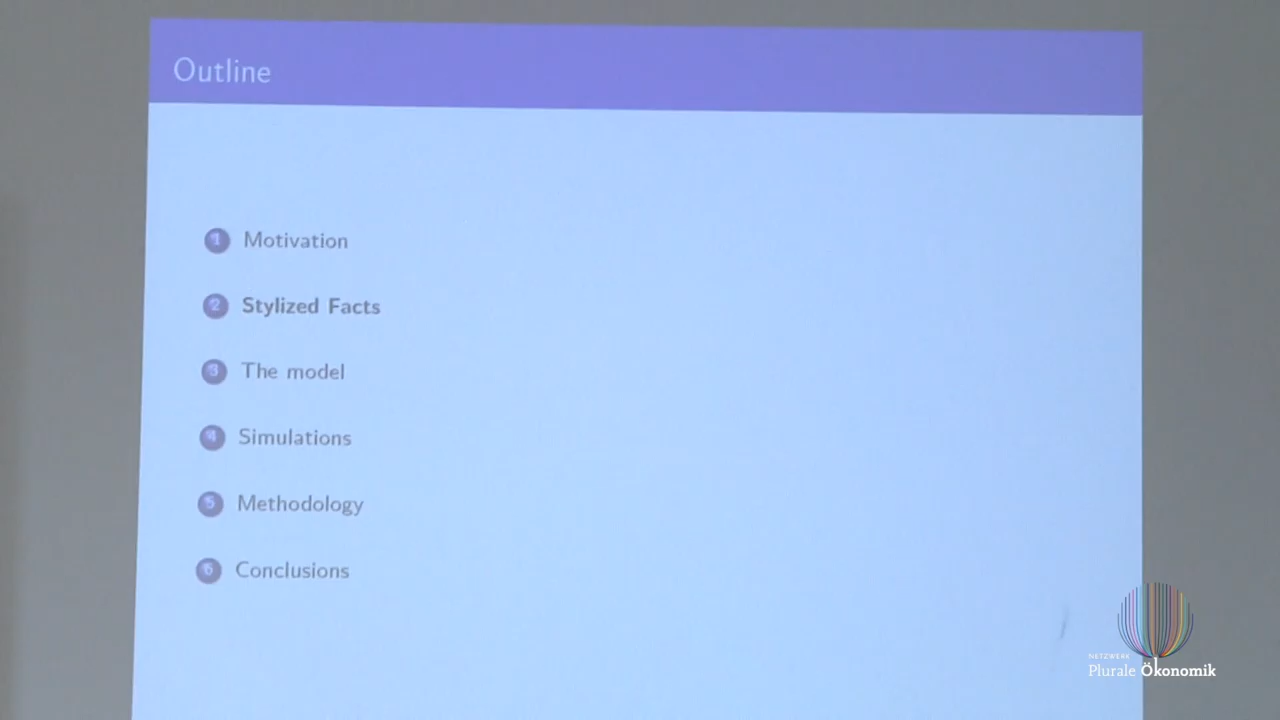 Outline
1 Motivation
2 Stylized Facts
3 The model
4 Simulations
5 Methodology
6 Conclusions
NETZWERK
Plurale Ökonomik